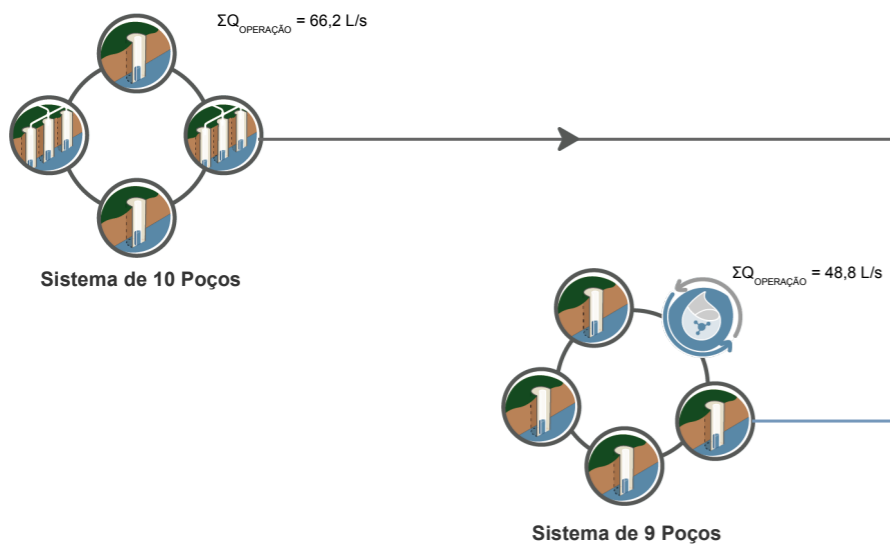 ΣQOPERAÇÃO = 66,2 L/s
Sistema de 10 Poços
ΣQOPERAÇÃO = 48,8 L/s
Sistema de 9 Poços